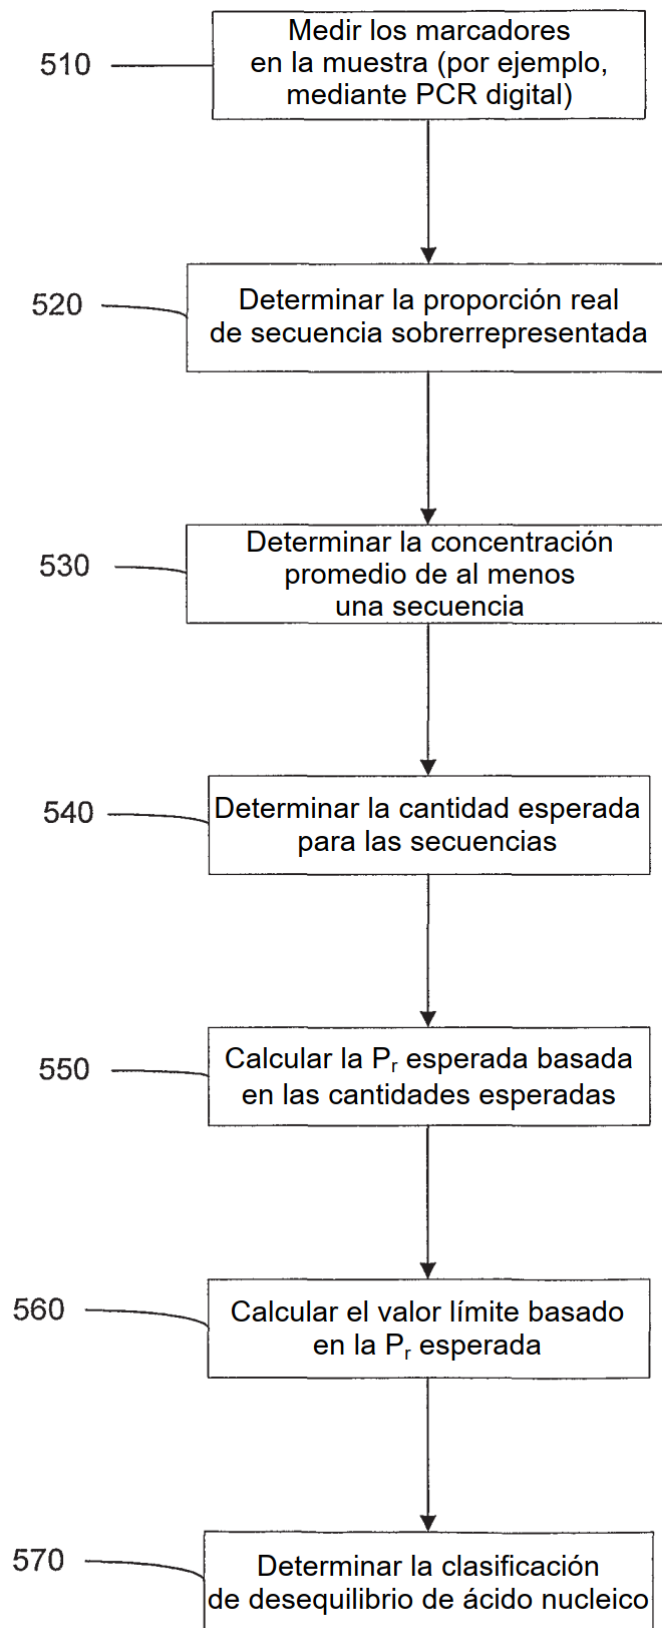 510
Medir los marcadores
en la muestra (por ejemplo,
mediante PCR digital)
520
Determinar la proporción real
de secuencia sobrerrepresentada
530
Determinar la concentración
promedio de al menos
una secuencia
540
Determinar la cantidad esperada
para las secuencias
550
Calcular la Pr esperada basada
en las cantidades esperadas
560
Calcular el valor límite basado
en la Pr esperada
570
Determinar la clasificación
de desequilibrio de ácido nucleico